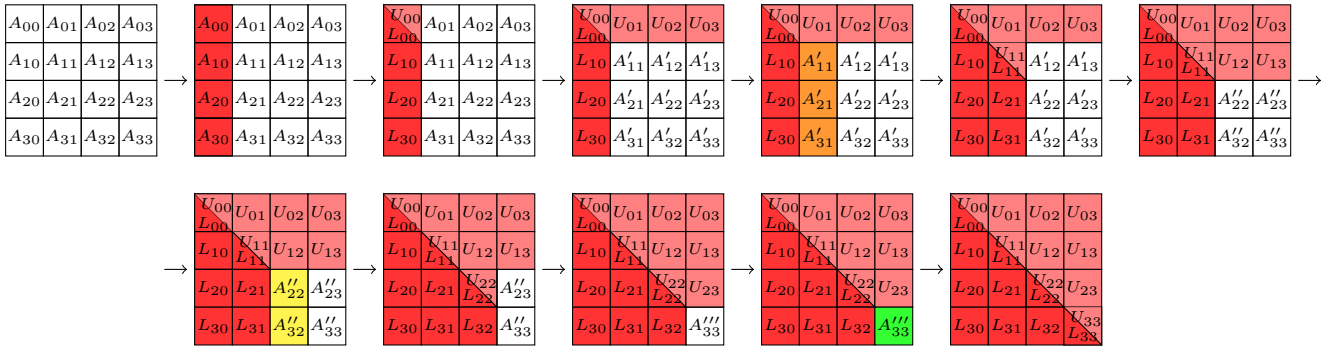 A₀₀ A₀₁ A₀₂ A₀₃
A₁₀ A₁₁ A₁₂ A₁₃
A₂₀ A₂₁ A₂₂ A₂₃
A₃₀ A₃₁ A₃₂ A₃₃
→
A₀₀ A₀₁ A₀₂ A₀₃
A₁₀ A₁₁ A₁₂ A₁₃
A₂₀ A₂₁ A₂₂ A₂₃
A₃₀ A₃₁ A₃₂ A₃₃
→
U₀₀ L₀₀ A₀₁ A₀₂ A₀₃
L₁₀ A₁₁ A₁₂ A₁₃
L₂₀ A₂₁ A₂₂ A₂₃
L₃₀ A₃₁ A₃₂ A₃₃
→
U₀₀ L₀₀ U₀₁ U₀₂ U₀₃
L₁₀ A′₁₁ A′₁₂ A′₁₃
L₂₀ A′₂₁ A′₂₂ A′₂₃
L₃₀ A′₃₁ A′₃₂ A′₃₃
→
U₀₀ L₀₀ U₀₁ U₀₂ U₀₃
L₁₀ A′₁₁ A′₁₂ A′₁₃
L₂₀ A′₂₁ A′₂₂ A′₂₃
L₃₀ A′₃₁ A′₃₂ A′₃₃
→
U₀₀ L₀₀ U₀₁ U₀₂ U₀₃
L₁₀ U₁₁ L₁₁ A′₁₂ A′₁₃
L₂₀ L₂₁ A′₂₂ A′₂₃
L₃₀ L₃₁ A′₃₂ A′₃₃
→
U₀₀ L₀₀ U₀₁ U₀₂ U₀₃
L₁₀ U₁₁ L₁₁ U₁₂ U₁₃
L₂₀ L₂₁ A″₂₂ A″₂₃
L₃₀ L₃₁ A″₃₂ A″₃₃
→
→
U₀₀ L₀₀ U₀₁ U₀₂ U₀₃
L₁₀ U₁₁ L₁₁ U₁₂ U₁₃
L₂₀ L₂₁ A″₂₂ A″₂₃
L₃₀ L₃₁ A″₃₂ A″₃₃
→
U₀₀ L₀₀ U₀₁ U₀₂ U₀₃
L₁₀ U₁₁ L₁₁ U₁₂ U₁₃
L₂₀ L₂₁ U₂₂ L₂₂ A″₂₃
L₃₀ L₃₁ L₃₂ A″₃₃
→
U₀₀ L₀₀ U₀₁ U₀₂ U₀₃
L₁₀ U₁₁ L₁₁ U₁₂ U₁₃
L₂₀ L₂₁ U₂₂ L₂₂ U₂₃
L₃₀ L₃₁ L₃₂ A‴₃₃
→
U₀₀ L₀₀ U₀₁ U₀₂ U₀₃
L₁₀ U₁₁ L₁₁ U₁₂ U₁₃
L₂₀ L₂₁ U₂₂ L₂₂ U₂₃
L₃₀ L₃₁ L₃₂ A‴₃₃
→
U₀₀ L₀₀ U₀₁ U₀₂ U₀₃
L₁₀ U₁₁ L₁₁ U₁₂ U₁₃
L₂₀ L₂₁ U₂₂ L₂₂ U₂₃
L₃₀ L₃₁ L₃₂ U₃₃ L₃₃